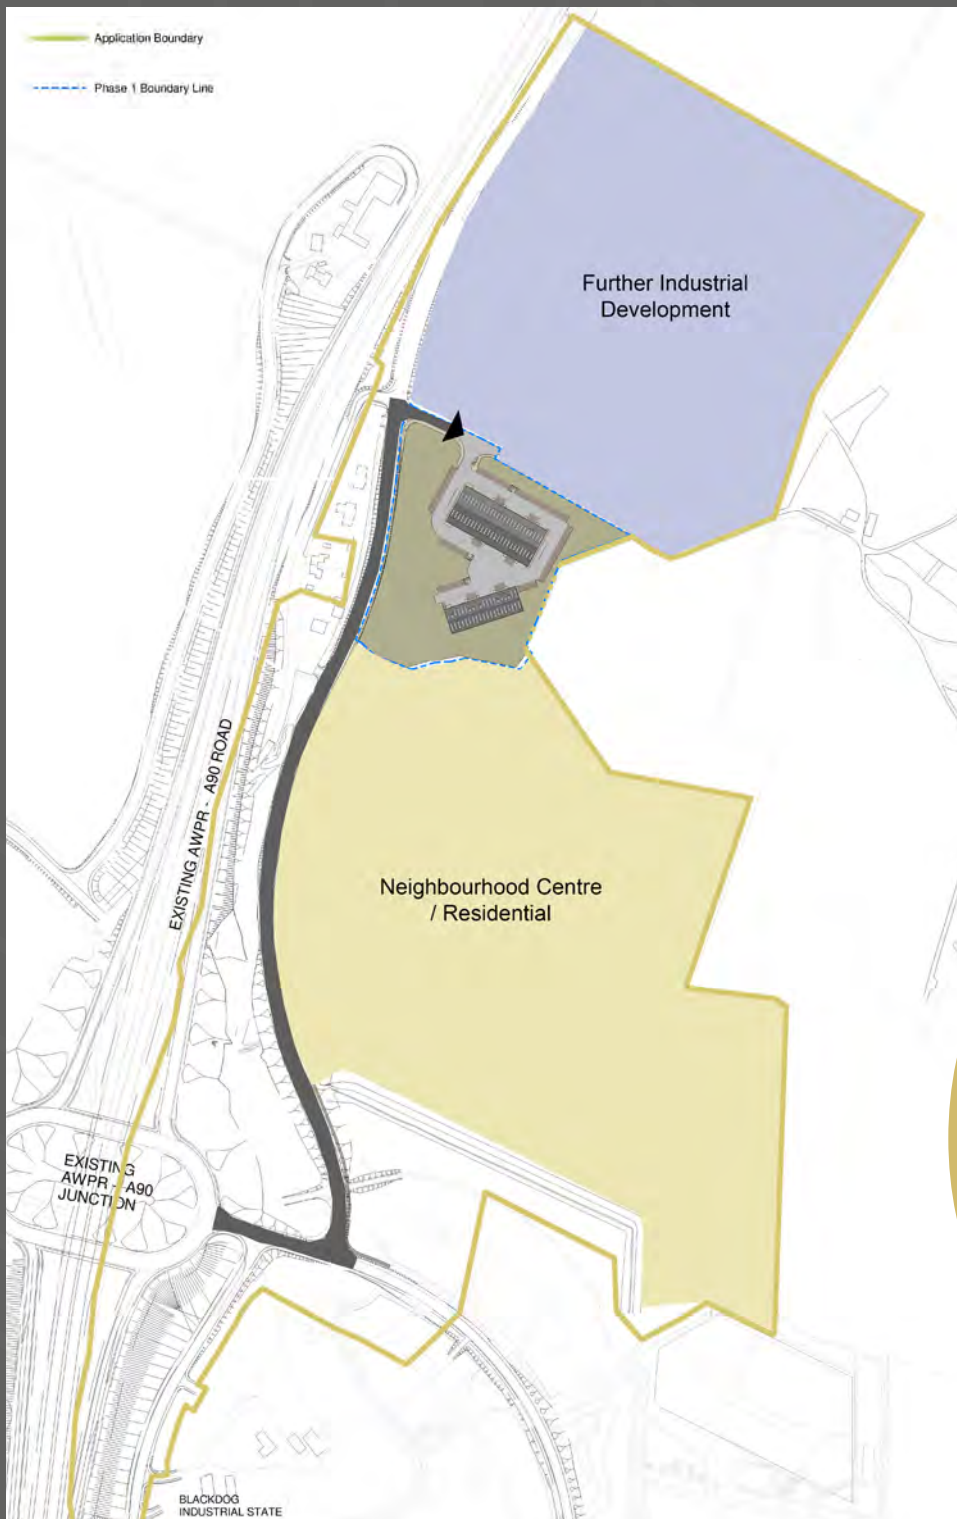 Application Boundary
Phase 1 Boundary Line
Further Industrial
Development
EXISTING AWPR - A90 ROAD
Neighbourhood Centre
/ Residential
EXISTING
AWPR - A90
JUNCTION
BLACKDOG
INDUSTRIAL STATE